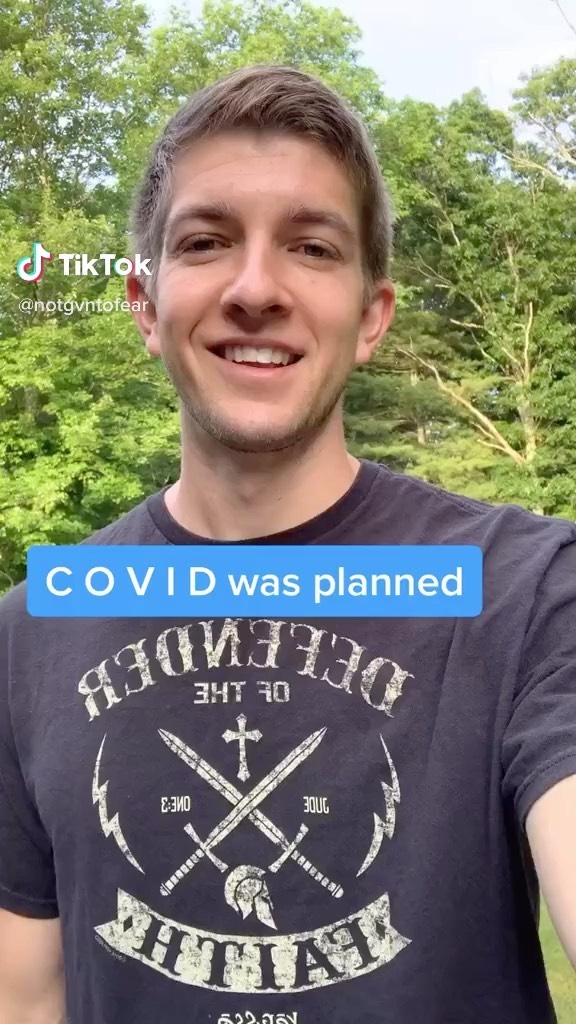 TikTok
@notgvntofear
C O V I D was planned
DEFENDER
OF THE
ONE:3 JUDE
FAITH